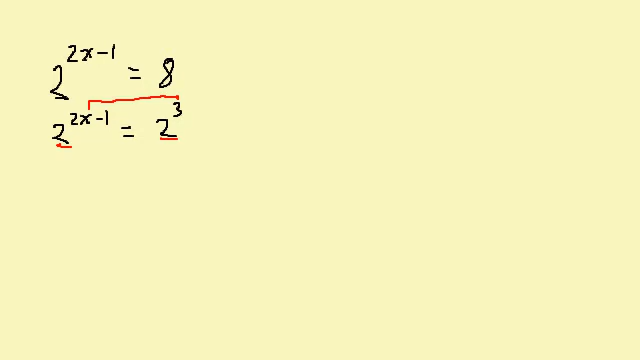 2^{2x-1} = 8
2^{2x-1} = 2^3